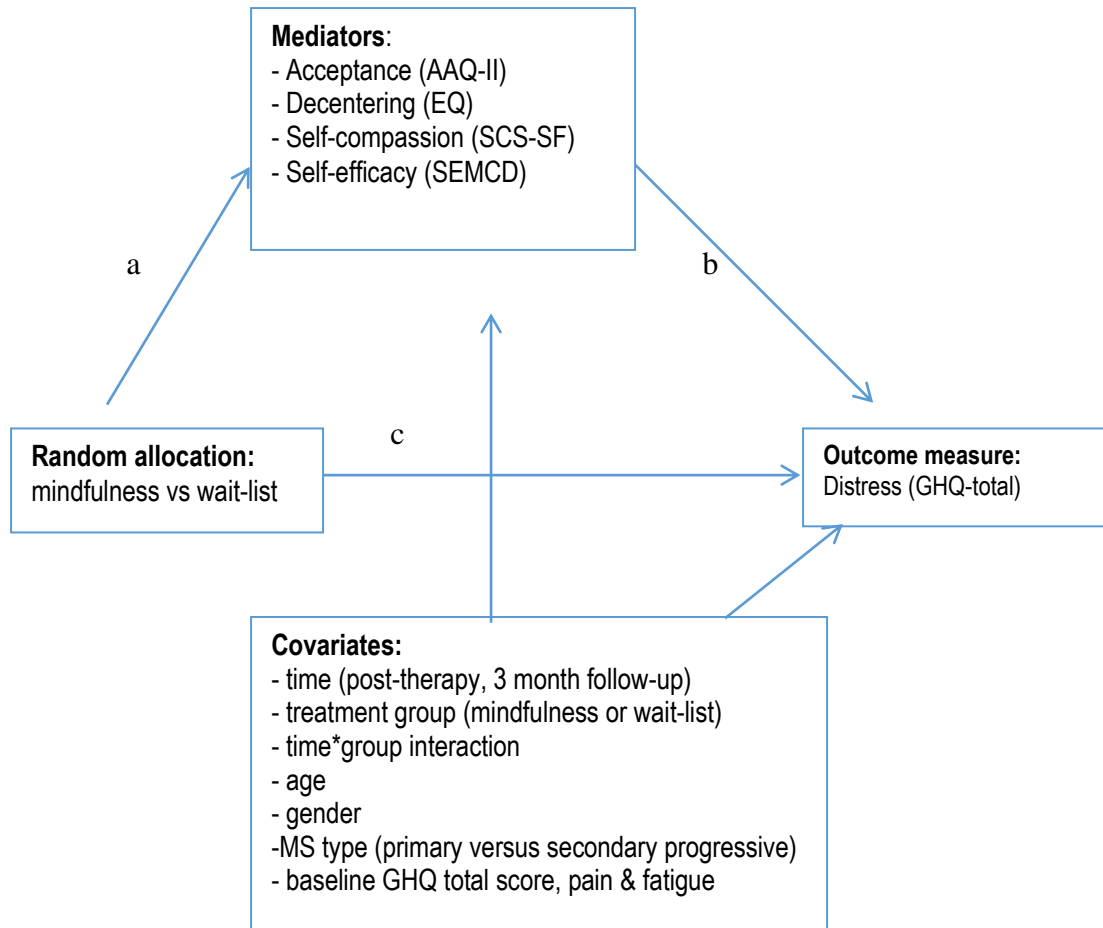 Mediators:
- Acceptance (AAQ-II)
- Decentering (EQ)
- Self-compassion (SCS-SF)
- Self-efficacy (SEMCD)
a
b
c
Random allocation:
mindfulness vs wait-list
Outcome measure:
Distress (GHQ-total)
Covariates:
- time (post-therapy, 3 month follow-up)
- treatment group (mindfulness or wait-list)
- time*group interaction
- age
- gender
-MS type (primary versus secondary progressive)
- baseline GHQ total score, pain & fatigue